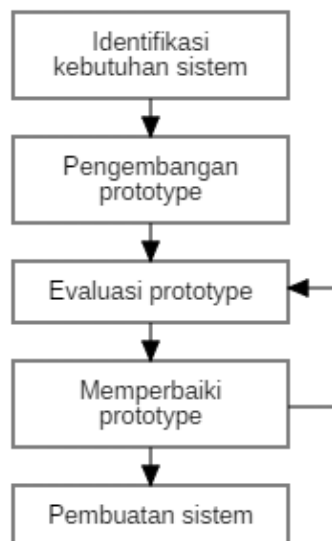 Identifikasi
kebutuhan sistem
Pengembangan
prototype
Evaluasi prototype
Memperbaiki
prototype
Pembuatan sistem